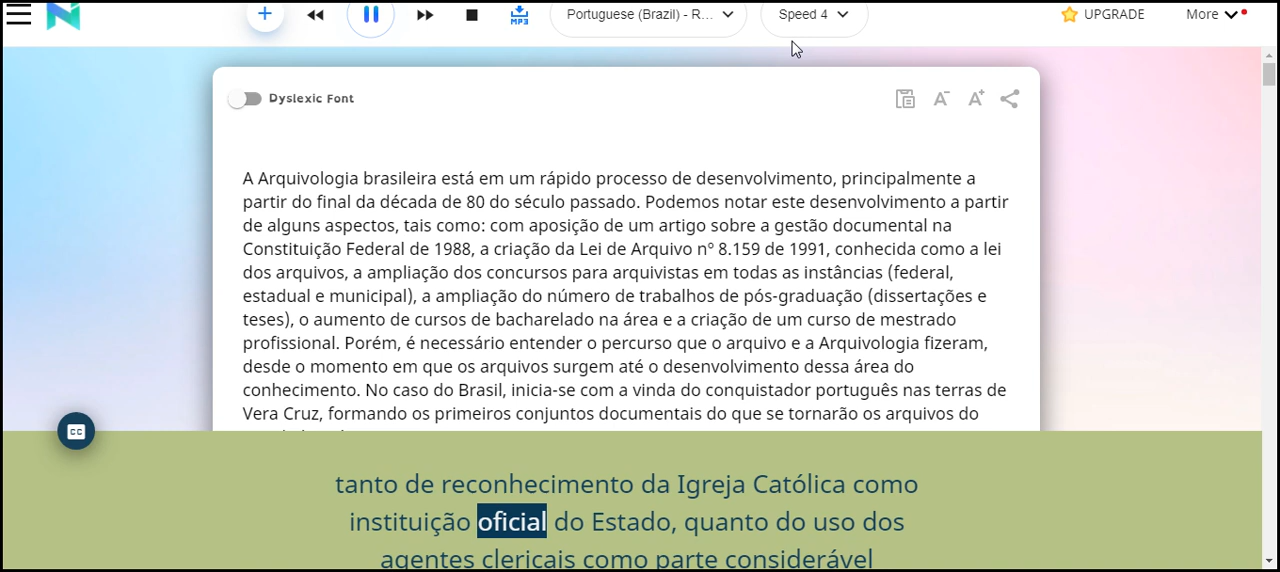 MP3
Portuguese (Brazil) - R...
Speed 4
UPGRADE
More
Dyslexic Font
A-
A+
A Arquivologia brasileira está em um rápido processo de desenvolvimento, principalmente a
partir do final da década de 80 do século passado. Podemos notar este desenvolvimento a partir
de alguns aspectos, tais como: com aposição de um artigo sobre a gestão documental na
Constituição Federal de 1988, a criação da Lei de Arquivo nº 8.159 de 1991, conhecida como a lei
dos arquivos, a ampliação dos concursos para arquivistas em todas as instâncias (federal,
estadual e municipal), a ampliação do número de trabalhos de pós-graduação (dissertações e
teses), o aumento de cursos de bacharelado na área e a criação de um curso de mestrado
profissional. Porém, é necessário entender o percurso que o arquivo e a Arquivologia fizeram,
desde o momento em que os arquivos surgem até o desenvolvimento dessa área do
conhecimento. No caso do Brasil, inicia-se com a vinda do conquistador português nas terras de
Vera Cruz, formando os primeiros conjuntos documentais do que se tornarão os arquivos do
CC
tanto de reconhecimento da Igreja Católica como
instituição oficial do Estado, quanto do uso dos
agentes clericais como parte considerável